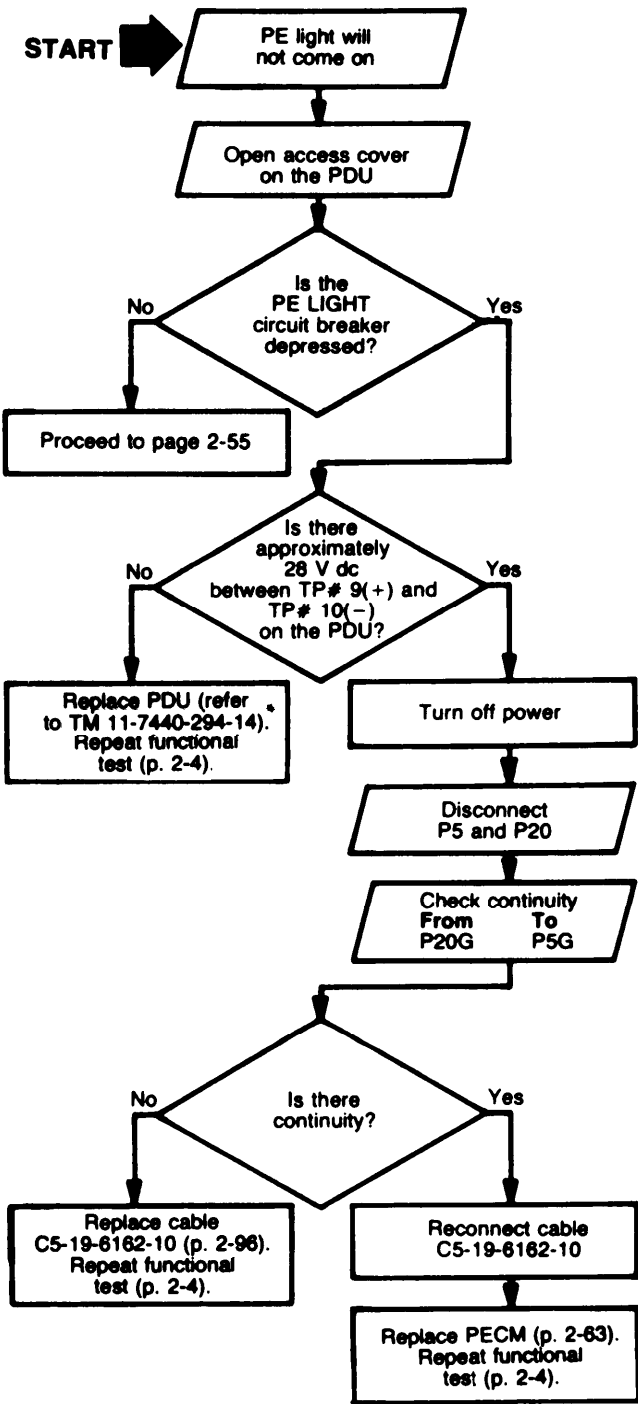 START
PE light will
not come on
Open access cover
on the PDU
Is the
PE LIGHT
circuit breaker
depressed?
No
Yes
Proceed to page 2-55
Is there
approximately
28 V dc
between TP# 9(+) and
TP# 10(−)
on the PDU?
No
Yes
Replace PDU (refer
to TM 11-7440-294-14).*
Repeat functional
test (p. 2-4).
Turn off power
Disconnect
P5 and P20
Check continuity
From To
P20G P5G
Is there
continuity?
No
Yes
Replace cable
C5-19-6162-10 (p. 2-96).
Repeat functional
test (p. 2-4).
Reconnect cable
C5-19-6162-10
Replace PECM (p. 2-63).
Repeat functional
test (p. 2-4).